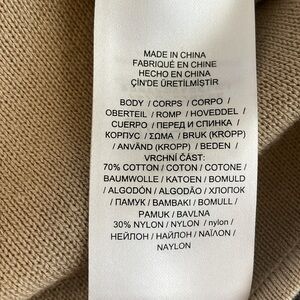 MADE IN CHINA
FABRIQUÉ EN CHINE
HECHO EN CHINA
ÇİN'DE ÜRETİLMİŞTİR
BODY / CORPS / CORPO /
OBERTEIL / ROMP / HOVEDDEL /
CUERPO / ПЕРЕД И СПИНКА /
КОРПУС / ΣΩΜΑ / BRUK (KROPP)
/ ANVÄND (KROPP) / BEDEN /
VRCHNÍ ČÁST:
70% COTTON / COTON / COTONE /
BAUMWOLLE / KATOEN / BOMULD
/ ALGODÓN / ALGODÃO / ХЛОПОК
/ ПАМУК / BAMBAKI / BOMULL /
PAMUK / BAVLNA
30% NYLON / NYLON / nylon /
НЕЙЛОН / НАЙЛОН / ΝΑΪΛΟΝ /
NAYLON